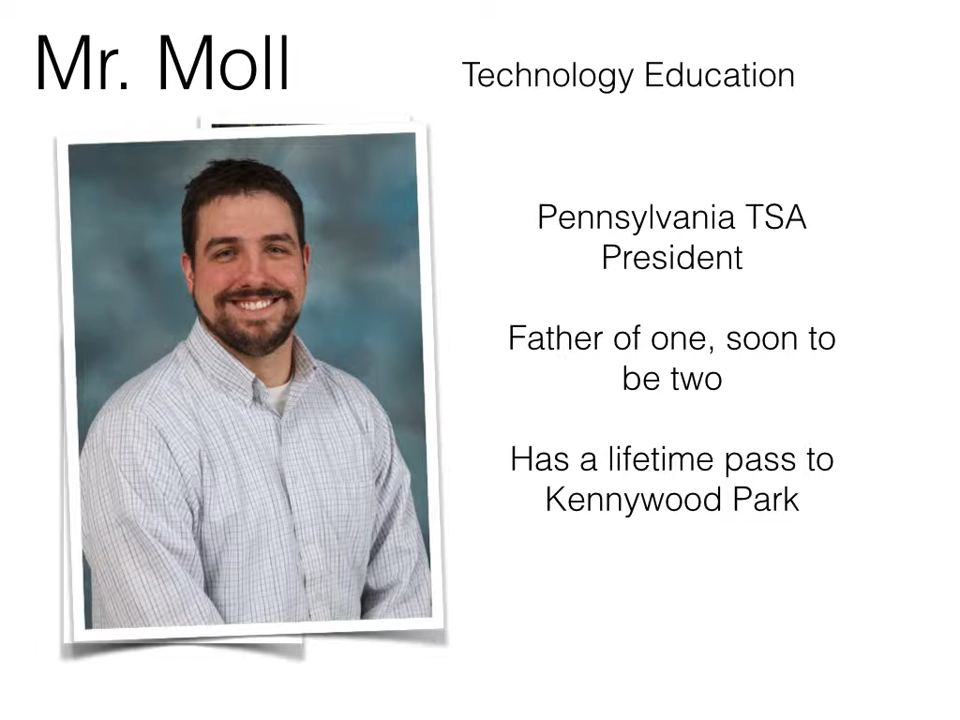 Mr. Moll
Technology Education
Pennsylvania TSA
President
Father of one, soon to
be two
Has a lifetime pass to
Kennywood Park